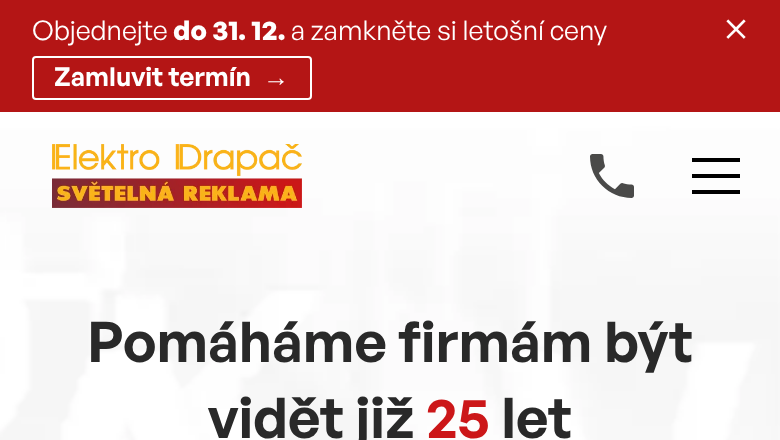 Objednejte do 31. 12. a zamkněte si letošní ceny
Zamluvit termín →
Elektro Drapač
SVĚTELNÁ REKLAMA
Pomáháme firmám být
vidět již 25 let